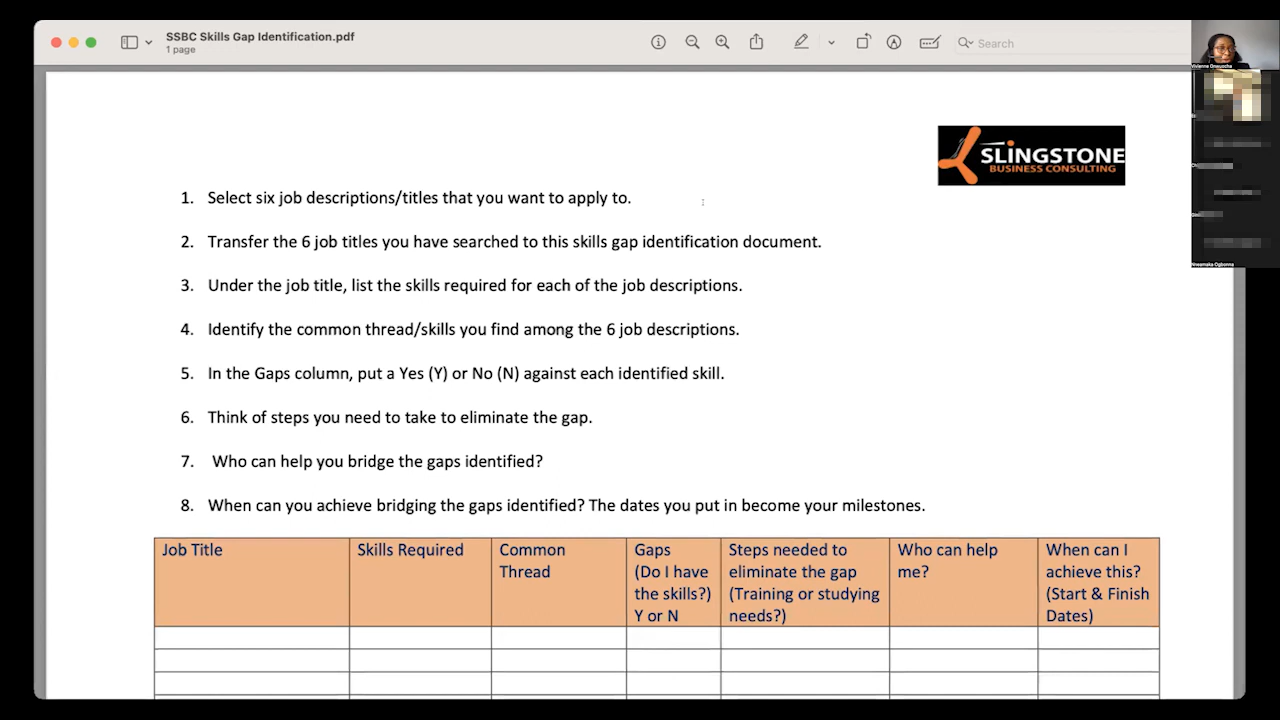 SSBC Skills Gap Identification.pdf
1 page
Search
SLINGSTONE
BUSINESS CONSULTING
1. Select six job descriptions/titles that you want to apply to.
2. Transfer the 6 job titles you have searched to this skills gap identification document.
3. Under the job title, list the skills required for each of the job descriptions.
4. Identify the common thread/skills you find among the 6 job descriptions.
5. In the Gaps column, put a Yes (Y) or No (N) against each identified skill.
6. Think of steps you need to take to eliminate the gap.
7. Who can help you bridge the gaps identified?
8. When can you achieve bridging the gaps identified? The dates you put in become your milestones.
Job Title
Skills Required
Common
Thread
Gaps
(Do I have
the skills?)
Y or N
Steps needed to
eliminate the gap
(Training or studying
needs?)
Who can help
me?
When can I
achieve this?
(Start & Finish
Dates)